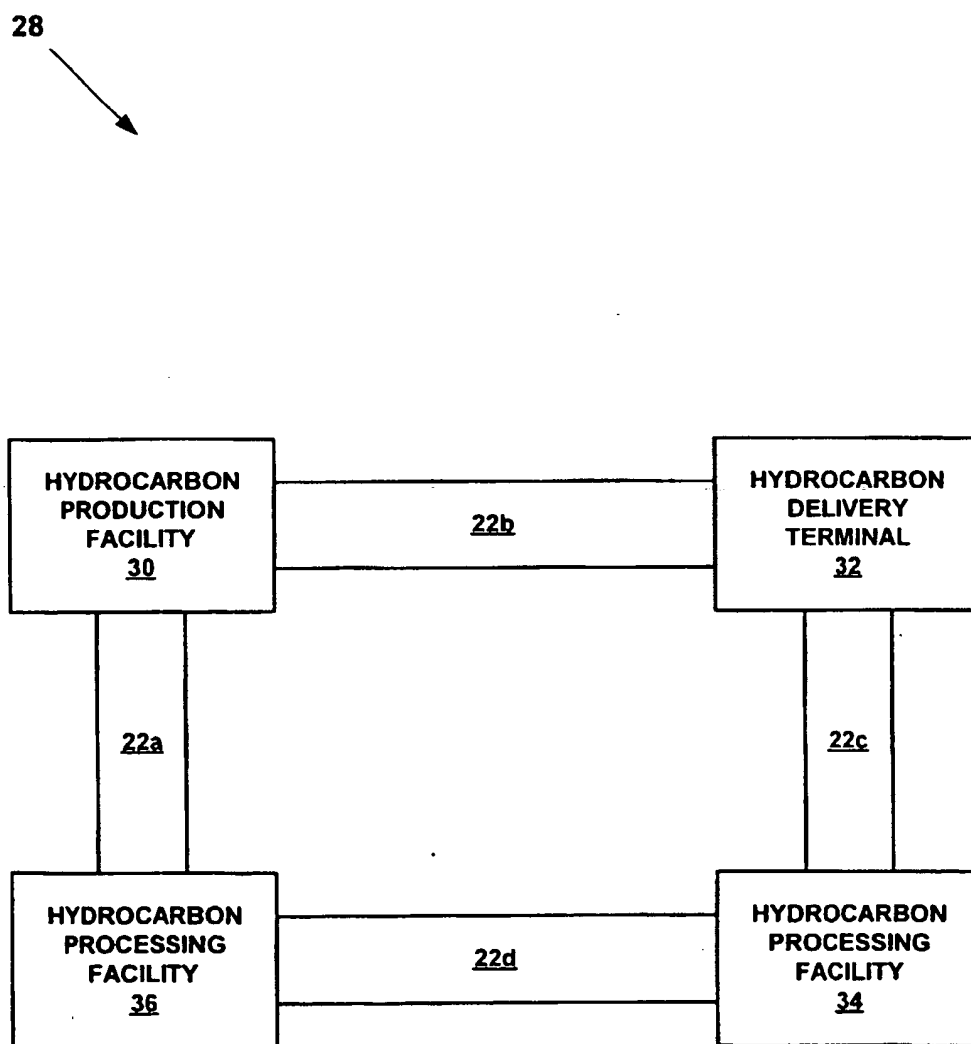 28
HYDROCARBON
PRODUCTION
FACILITY
30
22b
HYDROCARBON
DELIVERY
TERMINAL
32
22a
22c
HYDROCARBON
PROCESSING
FACILITY
36
22d
HYDROCARBON
PROCESSING
FACILITY
34